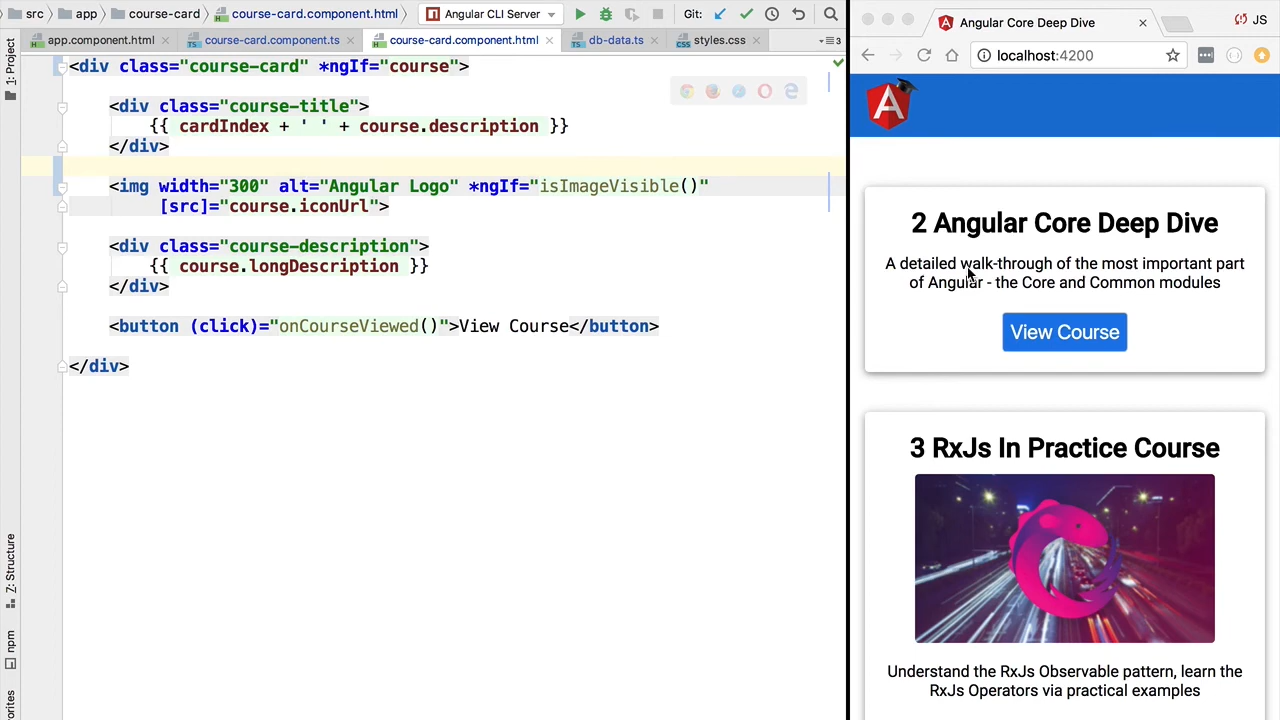 src
app
course-card
course-card.component.html
Angular CLI Server
Git:
app.component.html
course-card.component.ts
course-card.component.html
db-data.ts
styles.css
3
1: Project
Z: Structure
npm
<div class="course-card" *ngIf="course">
<div class="course-title">
{{ cardIndex + ' ' + course.description }}
</div>
<img width="300" alt="Angular Logo" *ngIf="isImageVisible()"
[src]="course.iconUrl">
<div class="course-description">
{{ course.longDescription }}
</div>
<button (click)="onCourseViewed()">View Course</button>
</div>
Angular Core Deep Dive
JS
localhost:4200
2 Angular Core Deep Dive
A detailed walk-through of the most important part
of Angular - the Core and Common modules
View Course
3 RxJs In Practice Course
Understand the RxJs Observable pattern, learn the
RxJs Operators via practical examples